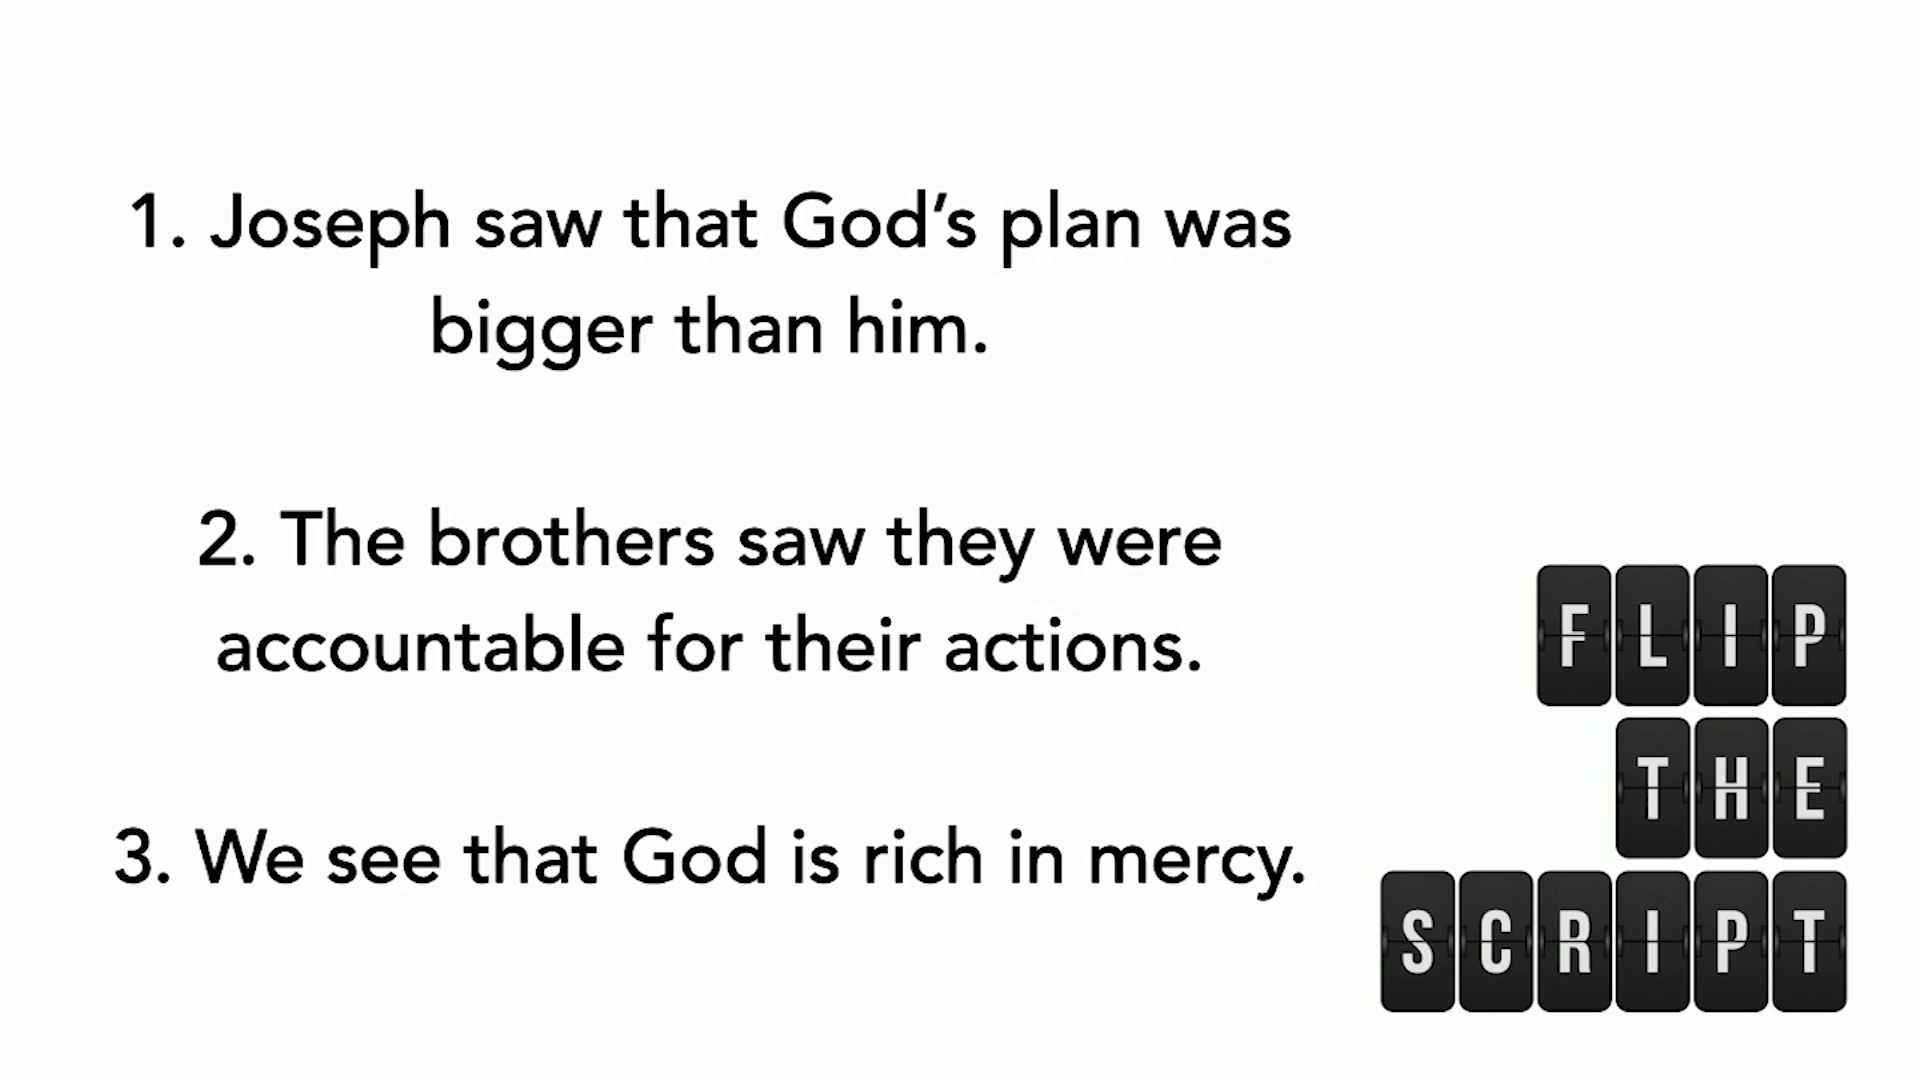 1. Joseph saw that God’s plan was
bigger than him.
2. The brothers saw they were
accountable for their actions.
3. We see that God is rich in mercy.
FLIP
THE
SCRIPT